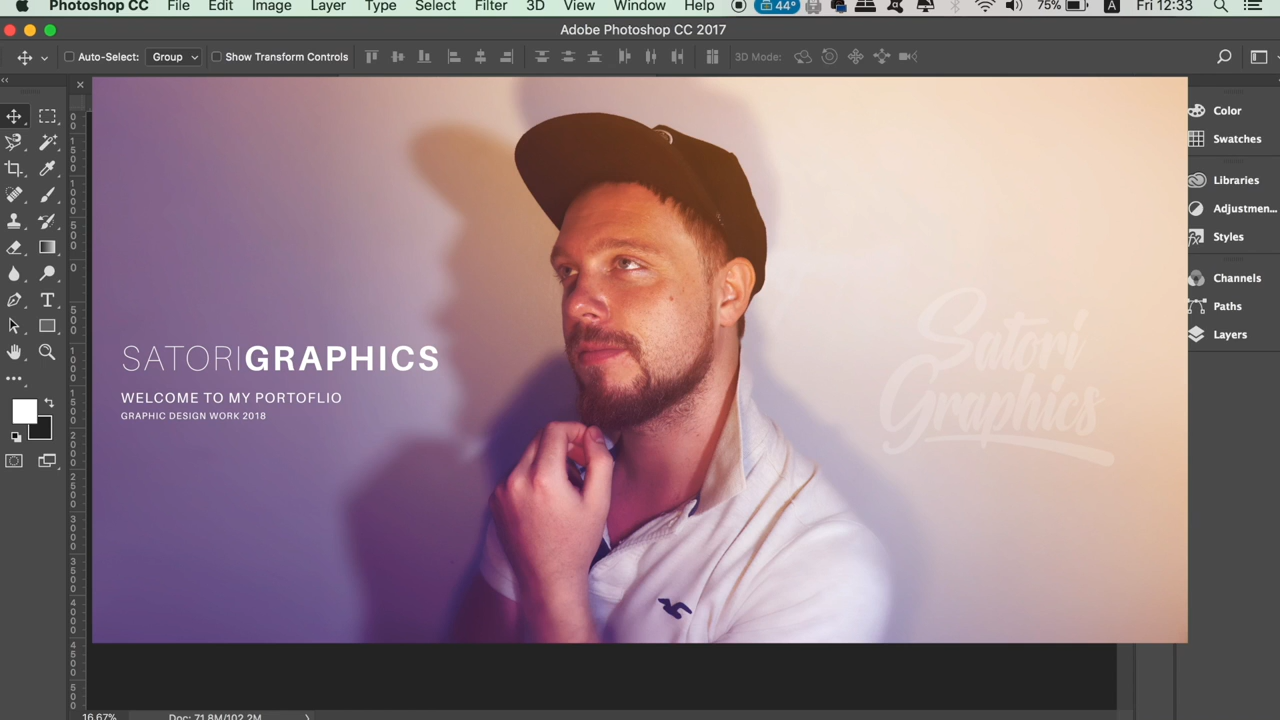 Photoshop CC File Edit Image Layer Type Select Filter 3D View Window Help 44° 75% A Fri 12:33
Adobe Photoshop CC 2017
Auto-Select: Group Show Transform Controls 3D Mode:
Color
Swatches
Libraries
Adjustmen...
Styles
Channels
Paths
Layers
SATORIGRAPHICS
WELCOME TO MY PORTOFLIO
GRAPHIC DESIGN WORK 2018
Satori
Graphics
16.67% Doc: 71.8M/102.2M